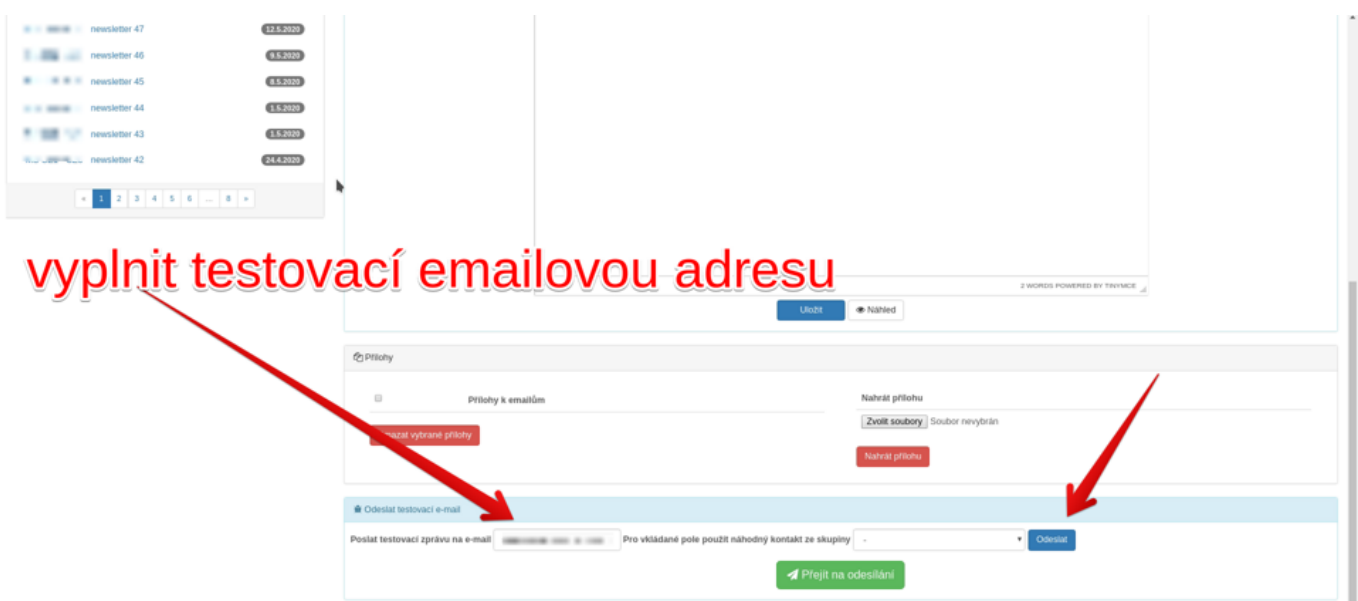 newsletter 47 12.5.2020
newsletter 46 9.5.2020
newsletter 45 8.5.2020
newsletter 44 1.5.2020
newsletter 43 1.5.2020
newsletter 42 24.4.2020
« 1 2 3 4 5 6 ... 8 »
vyplnit testovací emailovou adresu
2 WORDS POWERED BY TINYMCE
Uložit Náhled
Přílohy
Přílohy k emailům
vybrané přílohy
Nahrát přílohu
Zvolit soubory Soubor nevybrán
Nahrát přílohu
Odeslat testovací e-mail
Poslat testovací zprávu na e-mail Pro vkládané pole použít náhodný kontakt ze skupiny - Odeslat
Přejít na odesílání